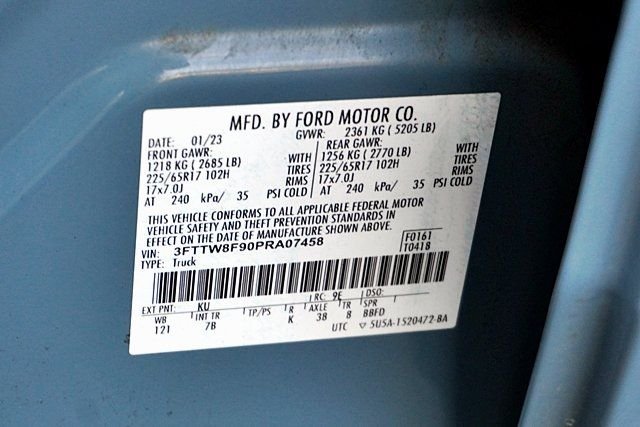 MFD. BY FORD MOTOR CO.
DATE: 01/23 GVWR: 2361 KG ( 5205 LB)
FRONT GAWR: REAR GAWR:
1218 KG ( 2685 LB) WITH 1256 KG ( 2770 LB) WITH
225/65R17 102H TIRES 225/65R17 102H TIRES
17x7.0J RIMS 17x7.0J RIMS
AT 240 kPa/ 35 PSI COLD AT 240 kPa/ 35 PSI COLD
THIS VEHICLE CONFORMS TO ALL APPLICABLE FEDERAL MOTOR
VEHICLE SAFETY AND THEFT PREVENTION STANDARDS IN
EFFECT ON THE DATE OF MANUFACTURE SHOWN ABOVE.
VIN: 3FTTW8F90PRA07458 F0161
TYPE: Truck T0418
EXT PNT: KU RC: 9E DSO:
WB INT TR TP/PS R AXLE TR SPR
121 7B K 38 8 BBFD
UTC ▽ 5U5A-1520472-BA